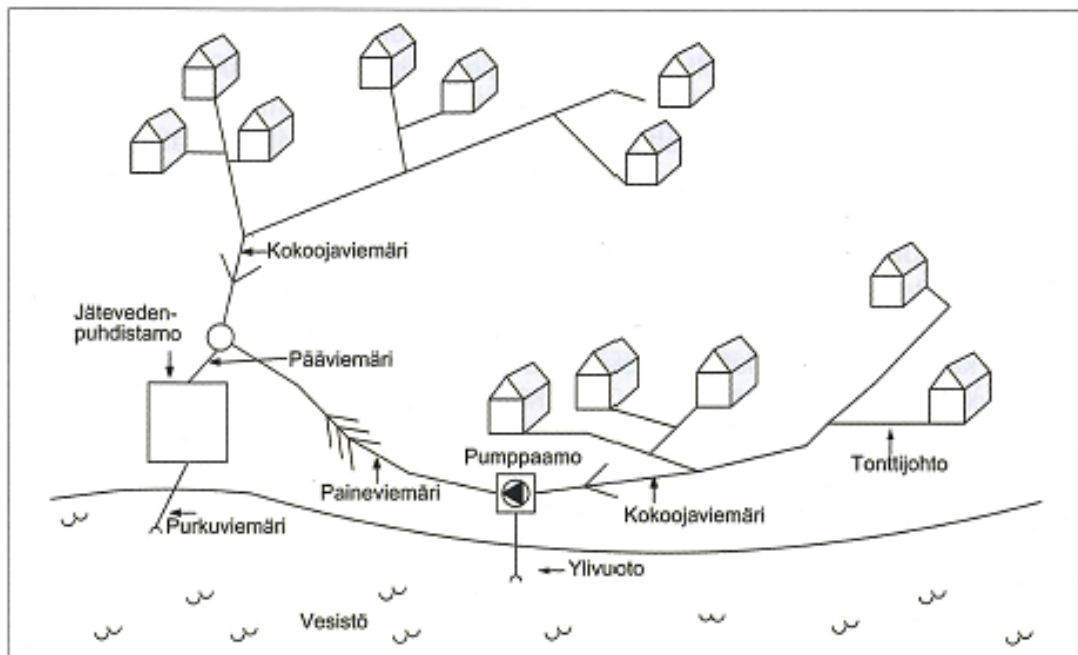 Kokoojaviemäri
Jäteveden-
puhdistamo
Pääviemäri
Pumppaamo
Tonttijohto
Paineviemäri
Kokoojaviemäri
Purkuviemäri
Ylivuoto
Vesistö